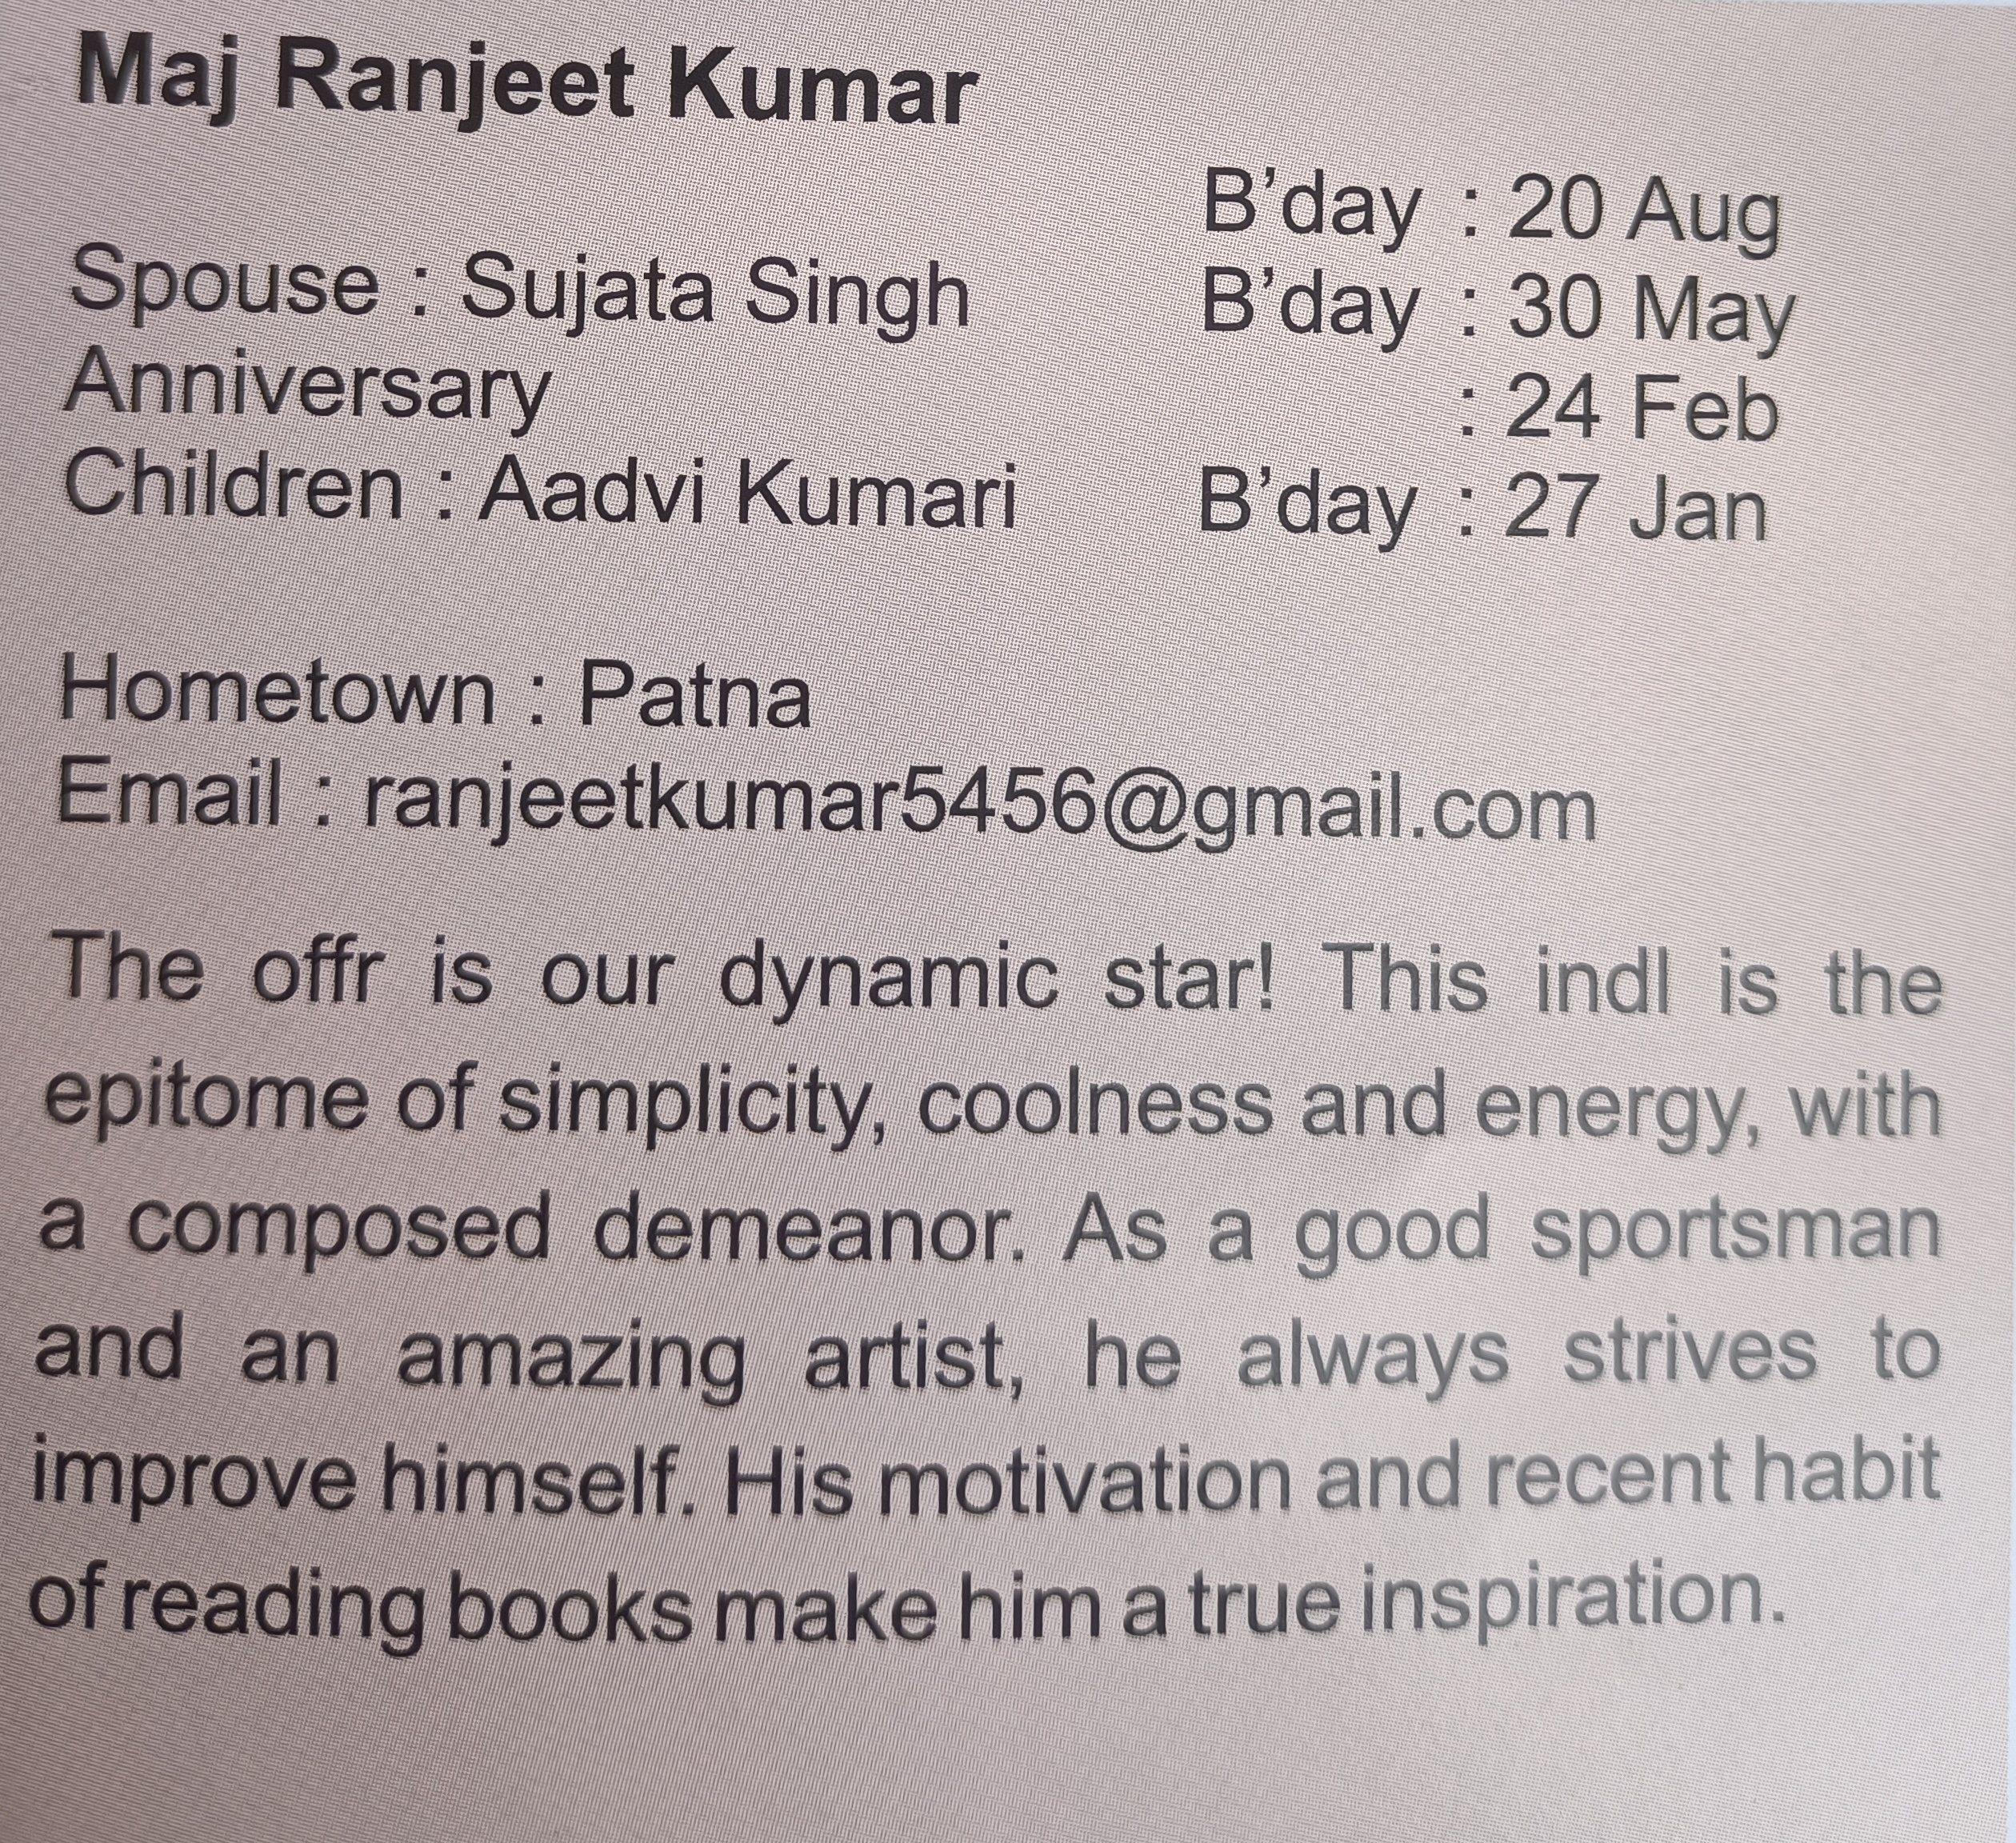 Maj Ranjeet Kumar
B’day : 20 Aug
Spouse : Sujata Singh B’day : 30 May
Anniversary : 24 Feb
Children : Aadvi Kumari B’day : 27 Jan
Hometown : Patna
Email : ranjeetkumar5456@gmail.com
The offr is our dynamic star! This indl is the
epitome of simplicity, coolness and energy, with
a composed demeanor. As a good sportsman
and an amazing artist, he always strives to
improve himself. His motivation and recent habit
of reading books make him a true inspiration.